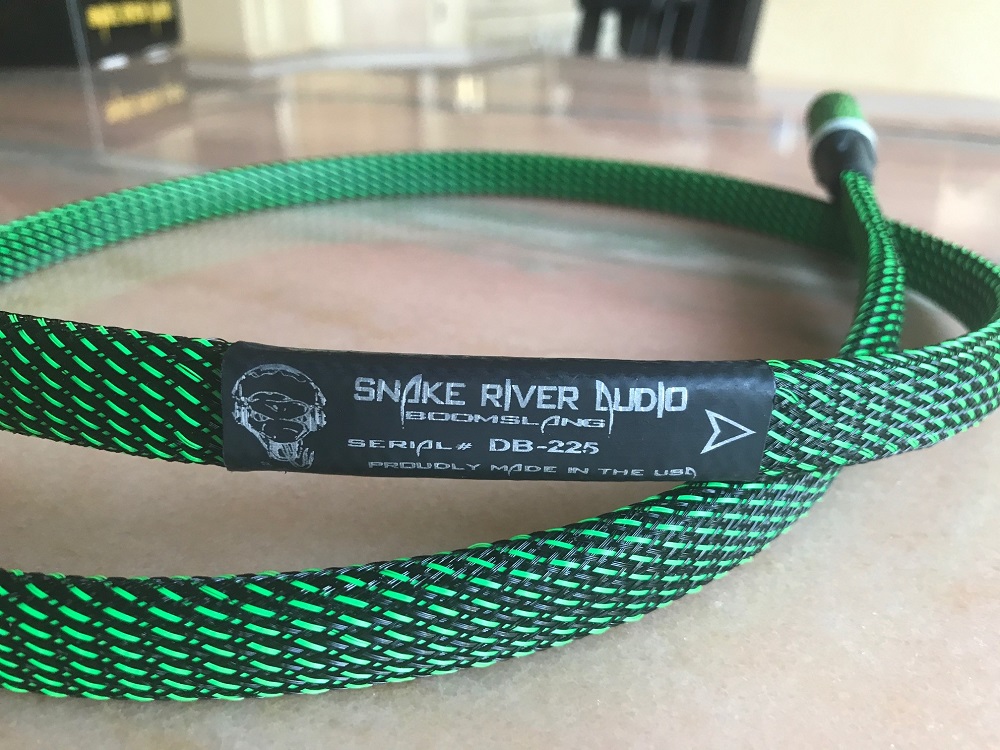 SNAKE RIVER AUDIO
BOOMSLANG
SERIAL# DB-225
PROUDLY MADE IN THE USA